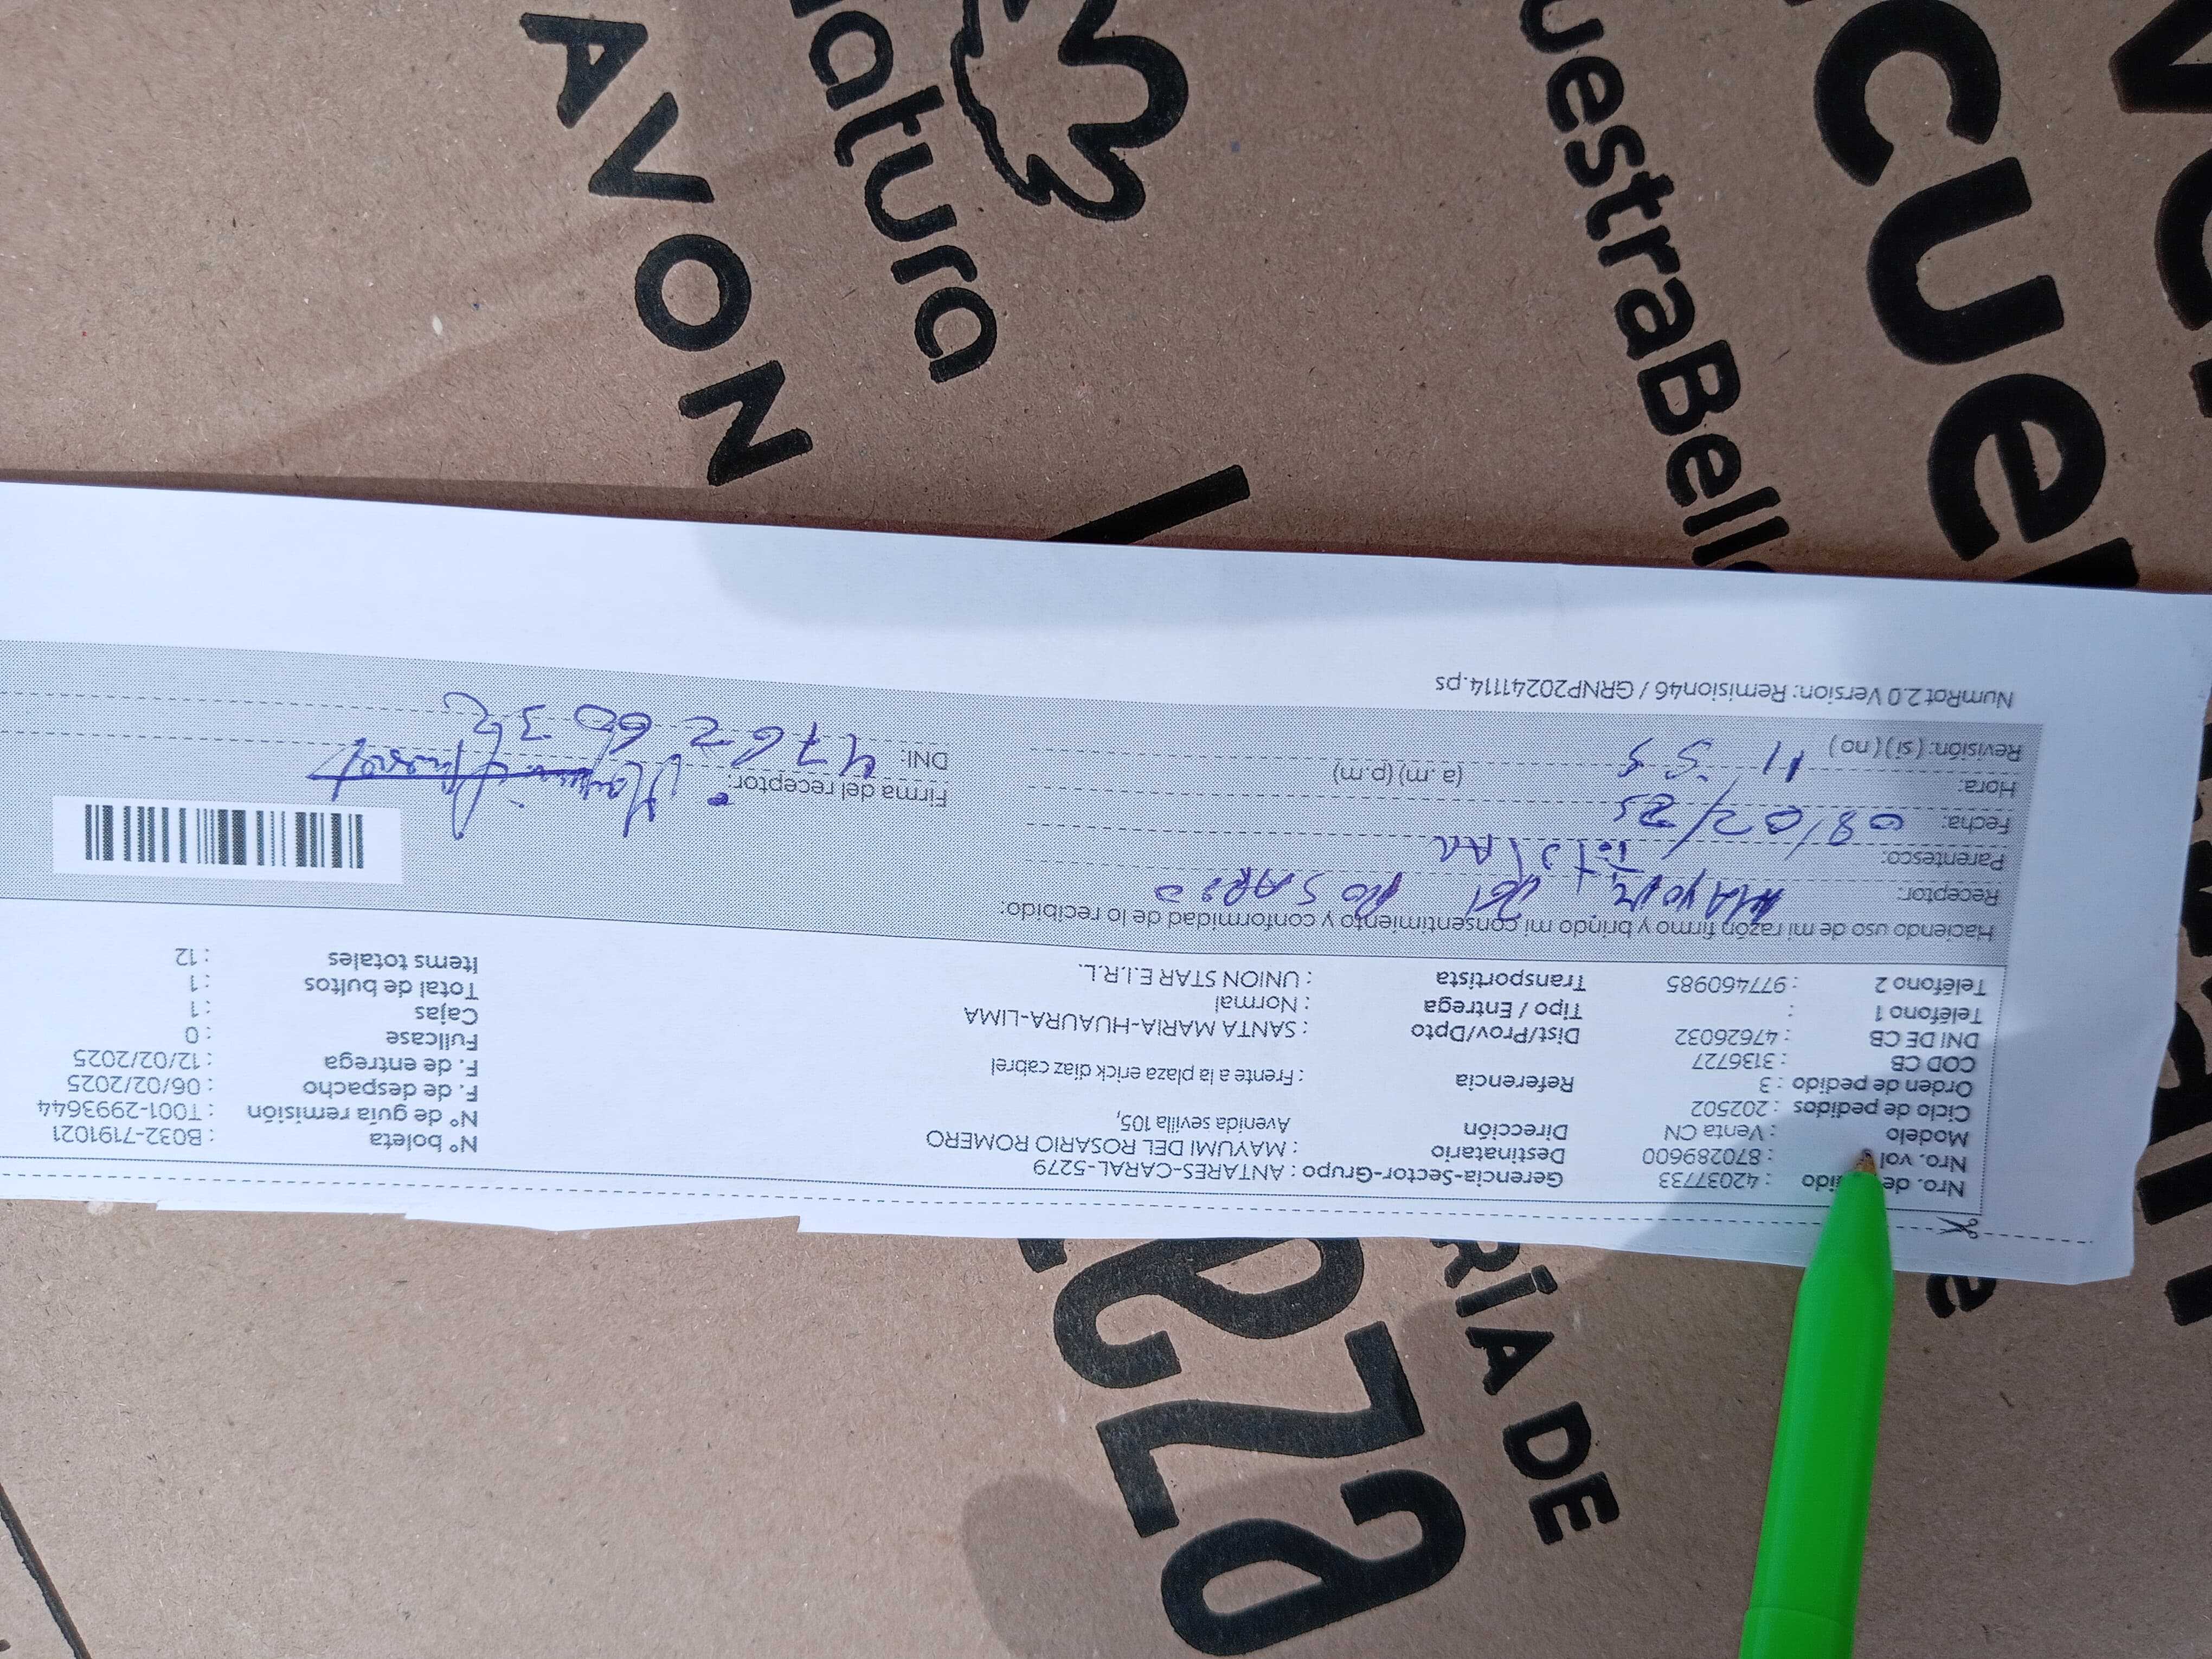 AVON
natura
uestraBell
cue
eza
RÍA DE
Nro. de pedido : 42037733
Nro. vol : 870289600
Modelo : Venta CN
Ciclo de pedidos : 202502
Orden de pedido : 3
COD CB : 3136727
DNI DE CB : 47626032
Teléfono 1 :
Teléfono 2 : 977460985
Gerencia-Sector-Grupo : ANTARES-CARAL-5279
Destinatario : MAYUMI DEL ROSARIO ROMERO
Dirección Avenida sevilla 105,
Referencia : Frente a la plaza erick diaz cabrel
Dist/Prov/Dpto : SANTA MARIA-HUAURA-LIMA
Tipo / Entrega : Normal
Transportista : UNION STAR E.I.R.L.
N° boleta : B032-7191021
N° de guía remisión : T001-2993644
F. de despacho : 06/02/2025
F. de entrega : 12/02/2025
Fullcase : 0
Cajas : 1
Total de bultos : 1
Items totales : 12
Haciendo uso de mi razón firmo y brindo mi consentimiento y conformidad de lo recibido:
Receptor: MAYUMI del ROSARIO
Parentesco: Titular
Fecha: 08/02/25
Hora: 11:55 (a. m) (p.m)
Revisión: ( si ) ( no )
Firma del receptor:
DNI: 47626032
NumRot 2.0 Version: Remision46 / GRNP20241114.ps